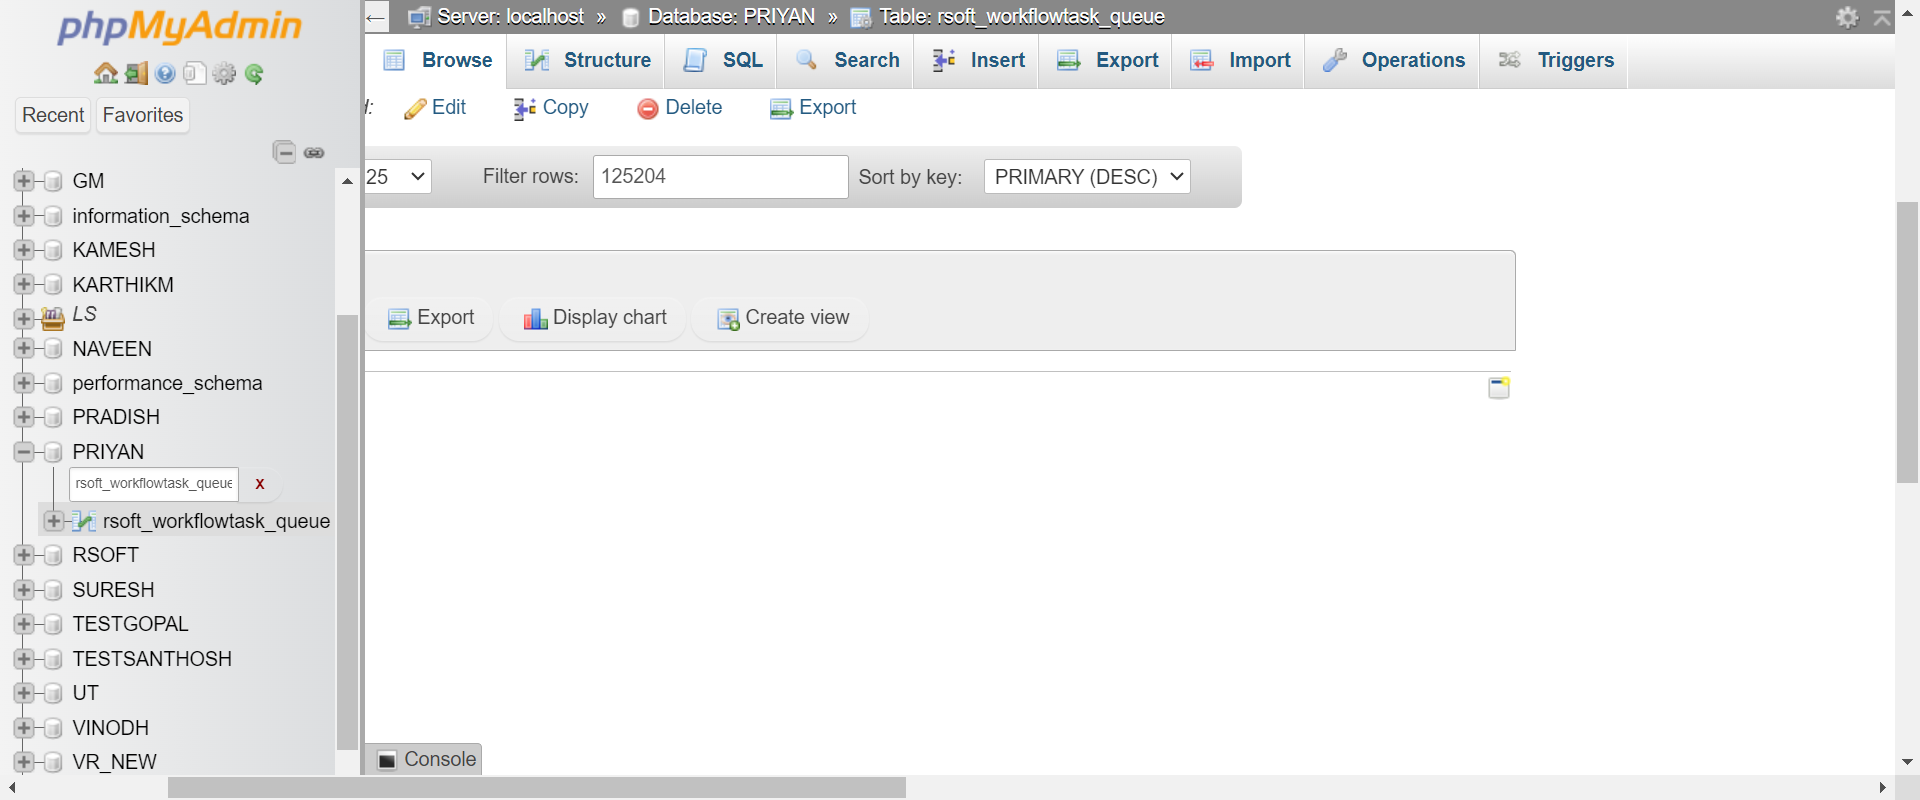 phpMyAdmin
Recent Favorites
GM
information_schema
KAMESH
KARTHIKM
LS
NAVEEN
performance_schema
PRADISH
PRIYAN
rsoft_workflowtask_queue X
rsoft_workflowtask_queue
RSOFT
SURESH
TESTGOPAL
TESTSANTHOSH
UT
VINODH
VR_NEW
← Server: localhost » Database: PRIYAN » Table: rsoft_workflowtask_queue
Browse Structure SQL Search Insert Export Import Operations Triggers
Edit Copy Delete Export
25 Filter rows: 125204 Sort by key: PRIMARY (DESC)
Export Display chart Create view
Console